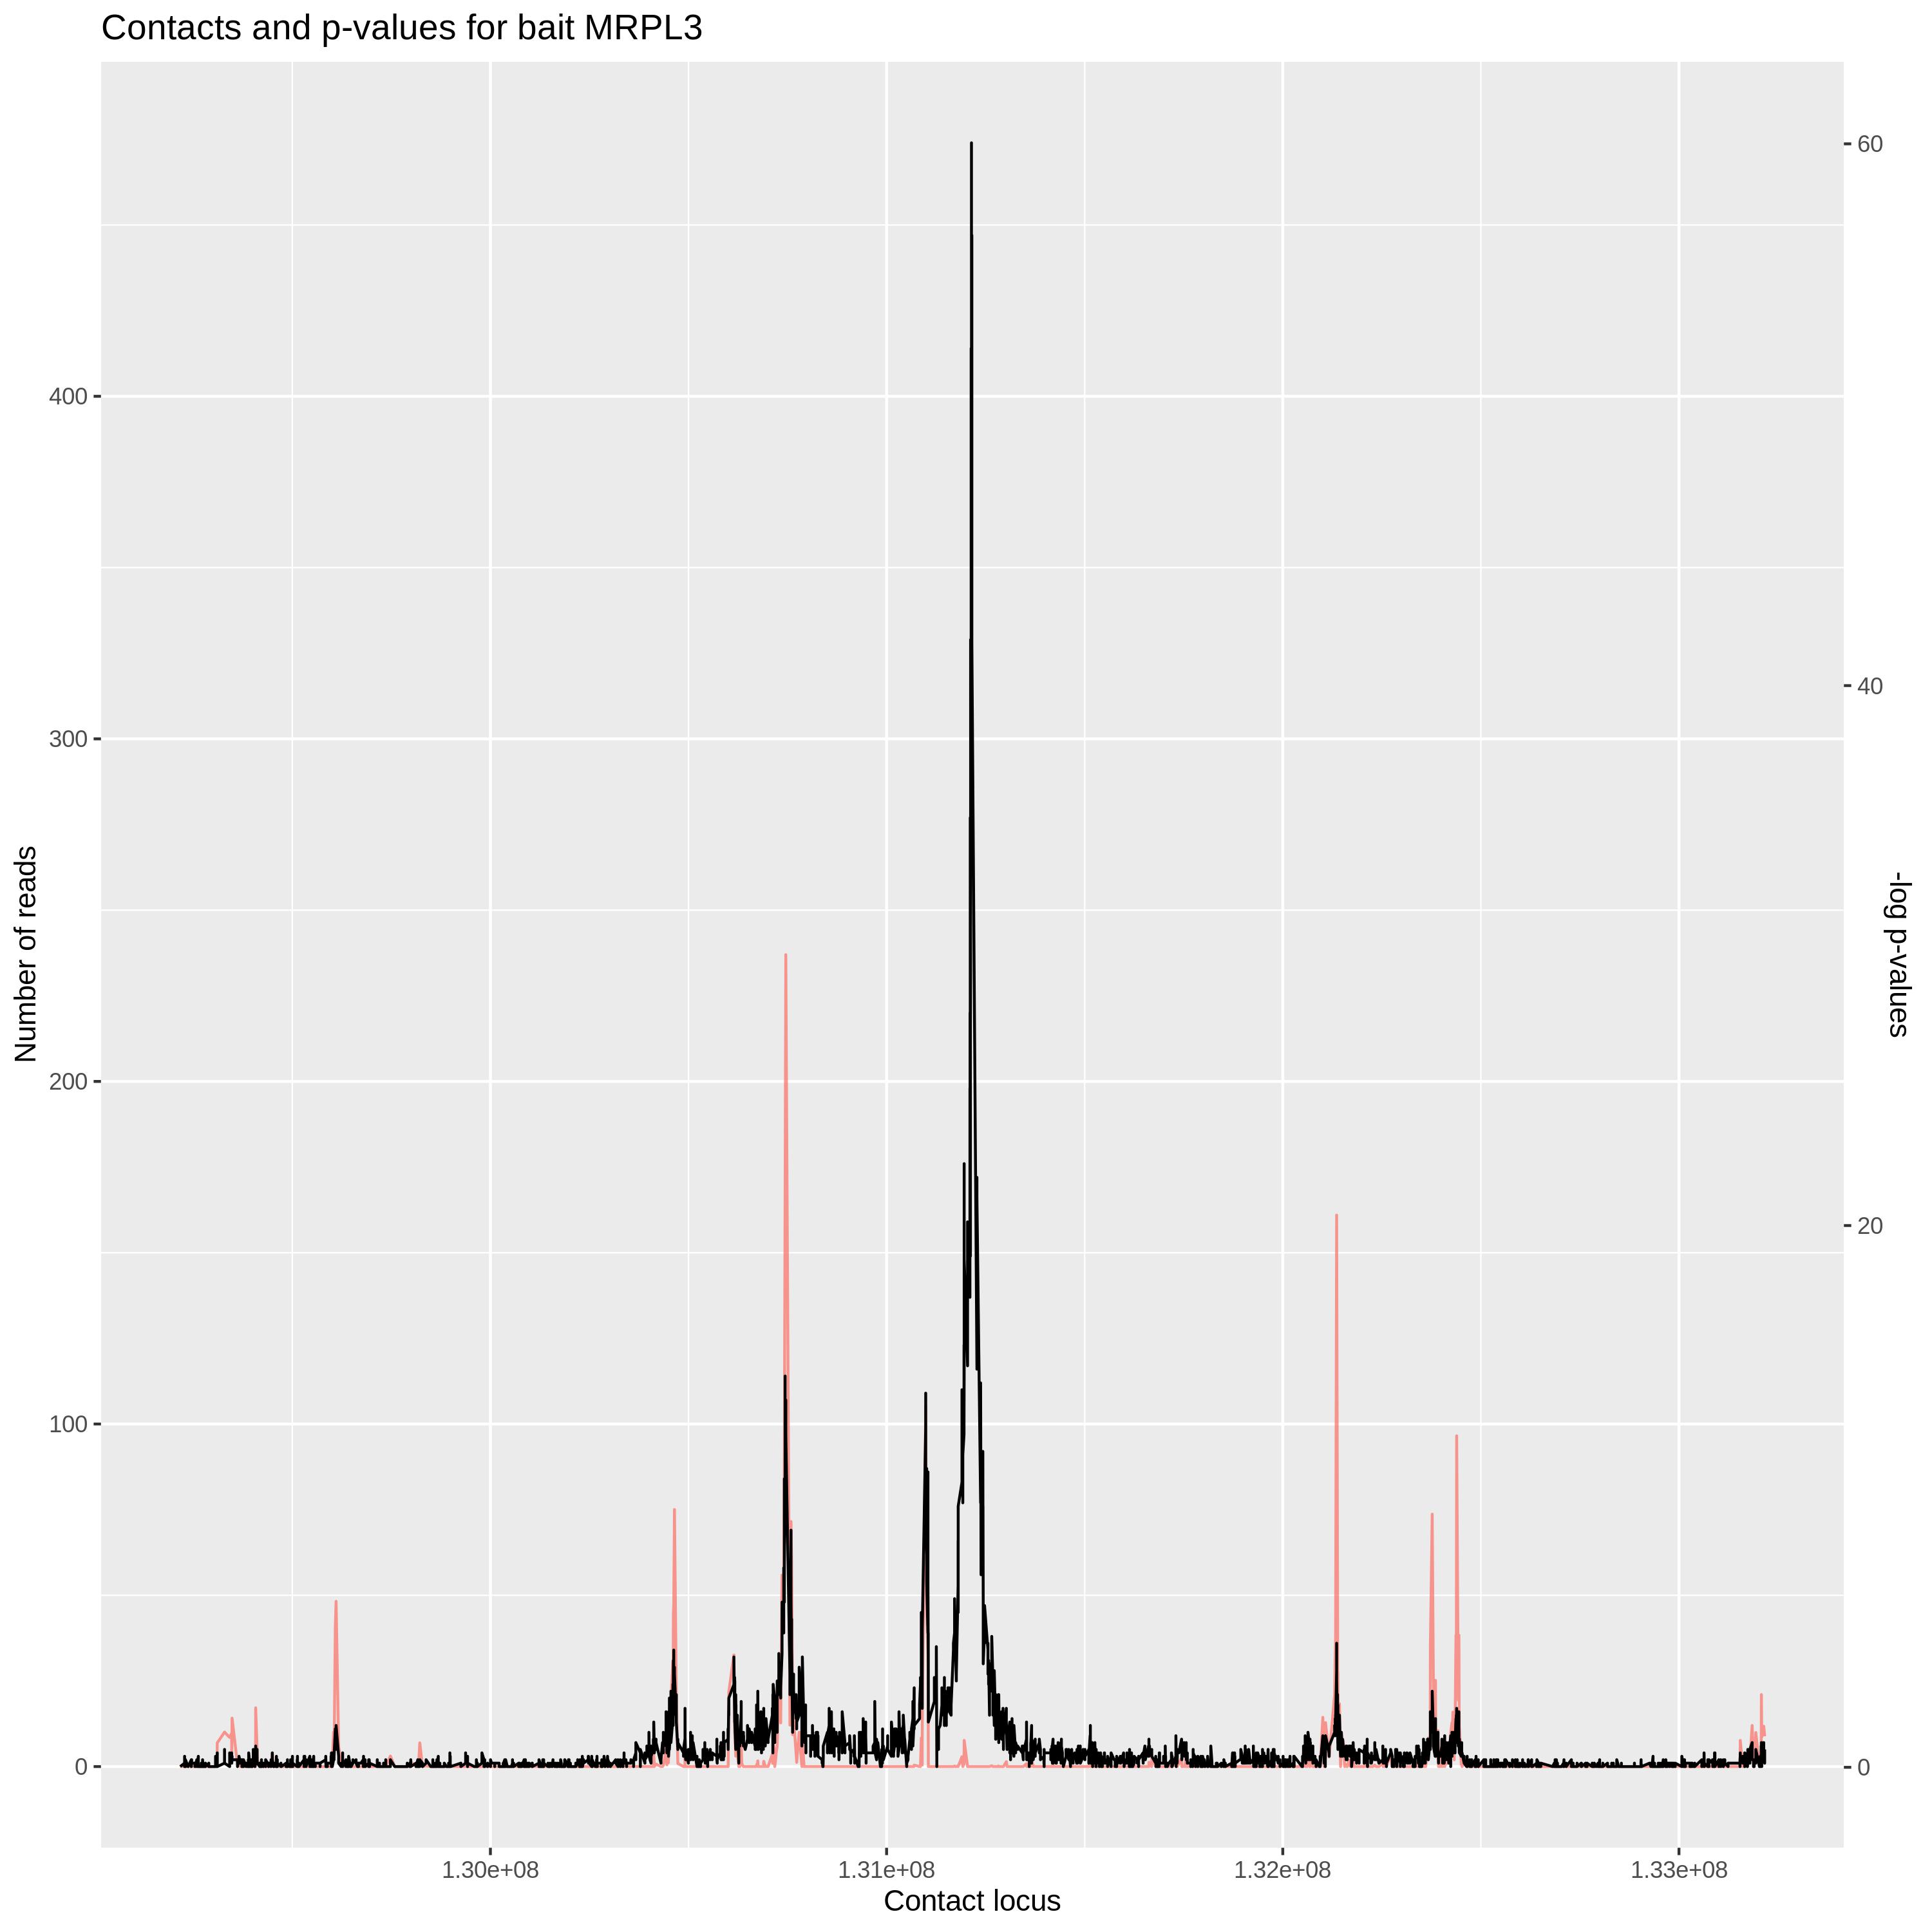 Contacts and p-values for bait MRPL3
Number of reads
400
300
200
100
0
60
40
20
0
-log p-values
1.30e+08
1.31e+08
1.32e+08
1.33e+08
Contact locus